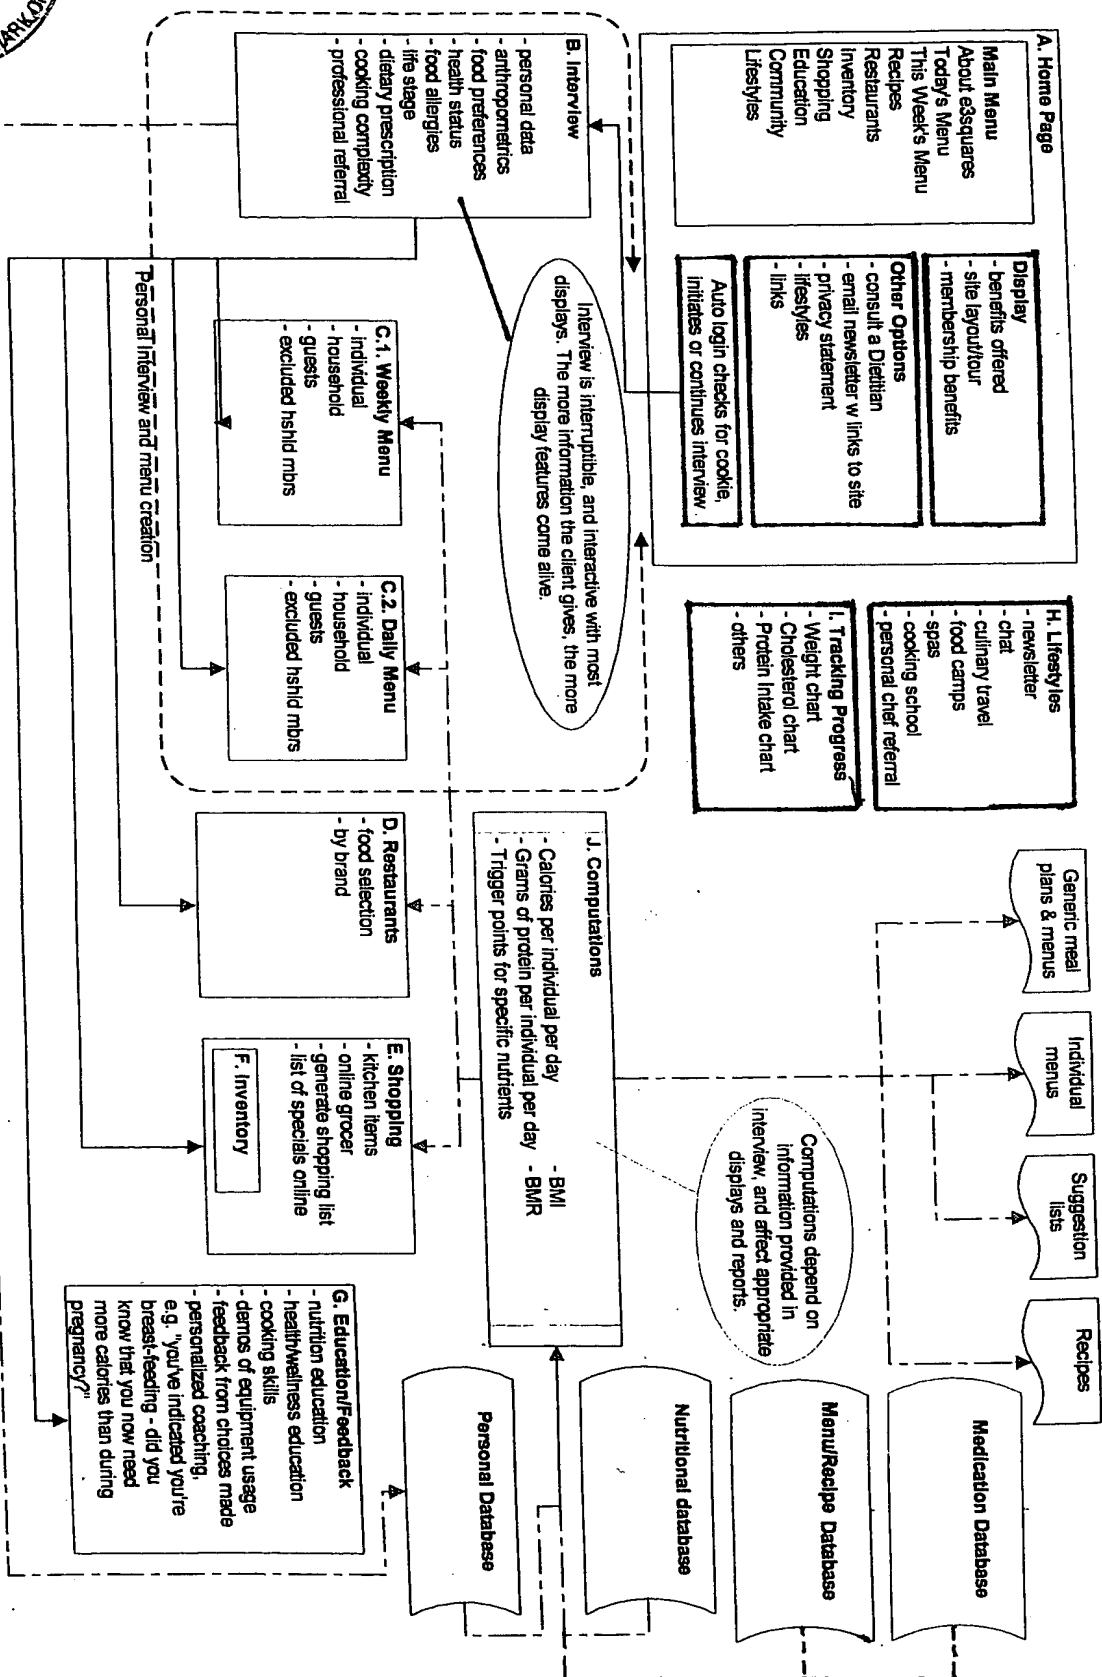 A. Home Page
Main Menu
About e3squares
Today's Menu
This Week's Menu
Recipes
Restaurants
Inventory
Shopping
Education
Community
Lifestyles
Display
- benefits offered
- site layout/tour
- membership benefits
Other Options
- consult a Dietitian
- email newsletter w links to site
- privacy statement
- lifestyles
- links
Auto login checks for cookie,
initiates or continues interview
H. Lifestyles
- newsletter
- chat
- culinary travel
- food camps
- spas
- cooking school
- personal chef referral
I. Tracking Progress
- Weight chart
- Cholesterol chart
- Protein Intake chart
- others
Generic meal
plans & menus
Individual
menus
Suggestion
lists
Recipes
B. Interview
- personal data
- anthropometrics
- food preferences
- health status
- food allergies
- life stage
- dietary prescription
- cooking complexity
- professional referral
Interview is interruptible, and interactive with most
displays. The more information the client gives, the more
display features come alive.
Computations depend on
information provided in
interview, and affect appropriate
displays and reports.
J. Computations
- Calories per individual per day
- BMI
- Grams of protein per individual per day
- BMR
- Trigger points for specific nutrients
Medication Database
Menu/Recipe Database
Nutritional database
Personal Database
C.1. Weekly Menu
- individual
- household
- guests
- excluded hshld mbrs
C.2. Daily Menu
- individual
- household
- guests
- excluded hshld mbrs
D. Restaurants
- food selection
- by brand
E. Shopping
- kitchen items
- online grocer
- generate shopping list
- list of specials online
F. Inventory
G. Education/Feedback
- nutrition education
- health/wellness education
- cooking skills
- demos of equipment usage
- feedback from choices made
- personalized coaching,
e.g. "you've indicated you're
breast-feeding - did you
know that you now need
more calories than during
pregnancy?"
Personal Interview and menu creation